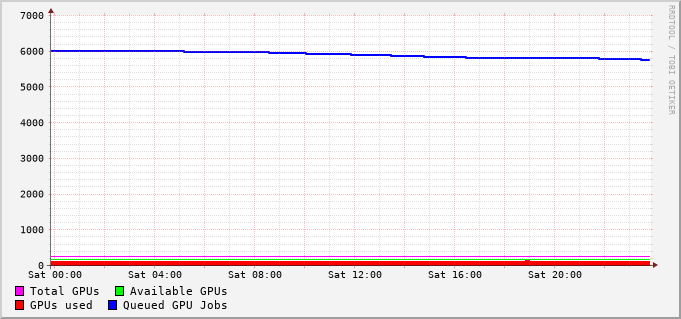 RRDTOOL / TOBI OETIKER
7000
6000
5000
4000
3000
2000
1000
0
Sat 00:00 Sat 04:00 Sat 08:00 Sat 12:00 Sat 16:00 Sat 20:00
Total GPUs Available GPUs
GPUs used Queued GPU Jobs